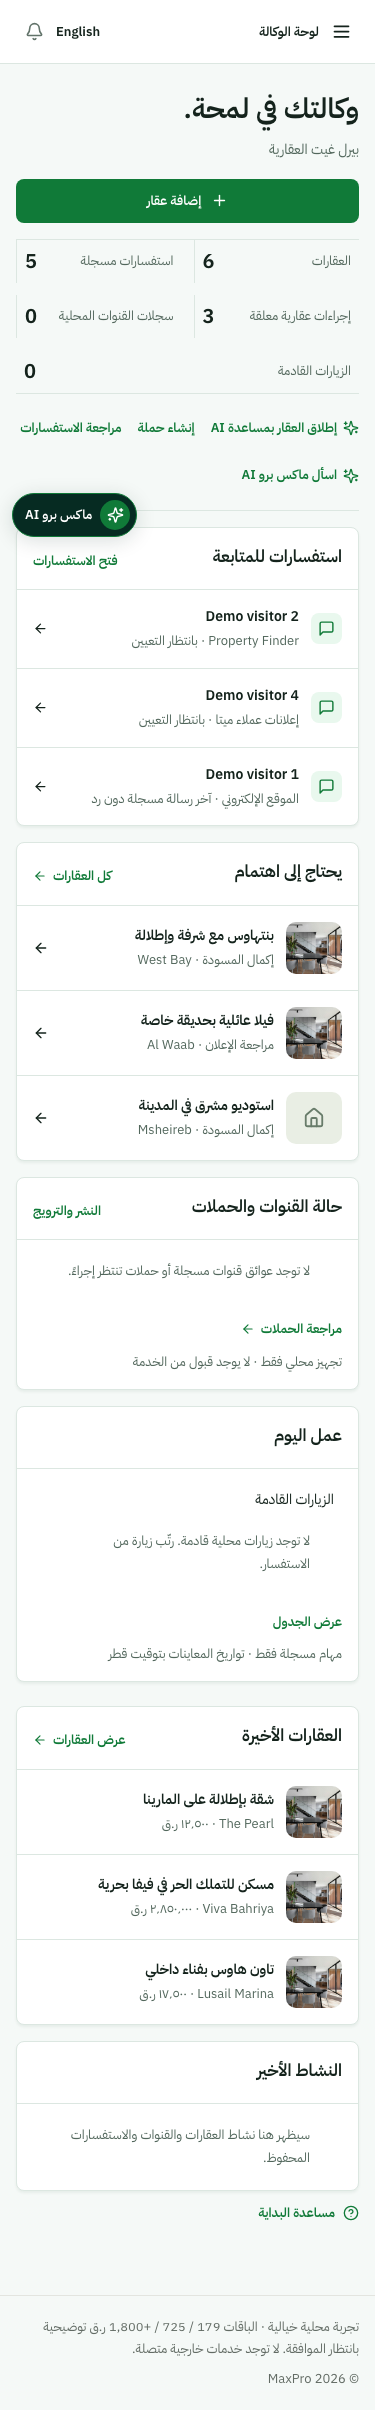 لوحة الوكالة
English
وكالتك في لمحة.
بيرل غيت العقارية
إضافة عقار
العقارات 6
استفسارات مسجلة 5
إجراءات عقارية معلقة 3
سجلات القنوات المحلية 0
الزيارات القادمة 0
إطلاق العقار بمساعدة AI
إنشاء حملة
مراجعة الاستفسارات
اسأل ماكس برو AI
ماكس برو AI
استفسارات للمتابعة
فتح الاستفسارات
Demo visitor 2
Property Finder · بانتظار التعيين
Demo visitor 4
إعلانات عملاء ميتا · بانتظار التعيين
Demo visitor 1
الموقع الإلكتروني · آخر رسالة مسجلة دون رد
يحتاج إلى اهتمام
كل العقارات
بنتهاوس مع شرفة وإطلالة
إكمال المسودة · West Bay
فيلا عائلية بحديقة خاصة
مراجعة الإعلان · Al Waab
استوديو مشرق في المدينة
إكمال المسودة · Msheireb
حالة القنوات والحملات
النشر والترويج
لا توجد عوائق قنوات مسجلة أو حملات تنتظر إجراءً.
مراجعة الحملات
تجهيز محلي فقط · لا يوجد قبول من الخدمة
عمل اليوم
الزيارات القادمة
لا توجد زيارات محلية قادمة. رتّب زيارة من
الاستفسار.
عرض الجدول
مهام مسجلة فقط · تواريخ المعاينات بتوقيت قطر
العقارات الأخيرة
عرض العقارات
شقة بإطلالة على المارينا
The Pearl · ١٢٬٥٠٠ ر.ق
مسكن للتملك الحر في فيفا بحرية
Viva Bahriya · ٢٬٨٥٠٬٠٠٠ ر.ق
تاون هاوس بفناء داخلي
Lusail Marina · ١٧٬٥٠٠ ر.ق
النشاط الأخير
سيظهر هنا نشاط العقارات والقنوات والاستفسارات
المحفوظ.
مساعدة البداية
تجربة محلية خيالية · الباقات 179 / 725 / +1,800 ر.ق توضيحية
بانتظار الموافقة. لا توجد خدمات خارجية متصلة.
© 2026 MaxPro